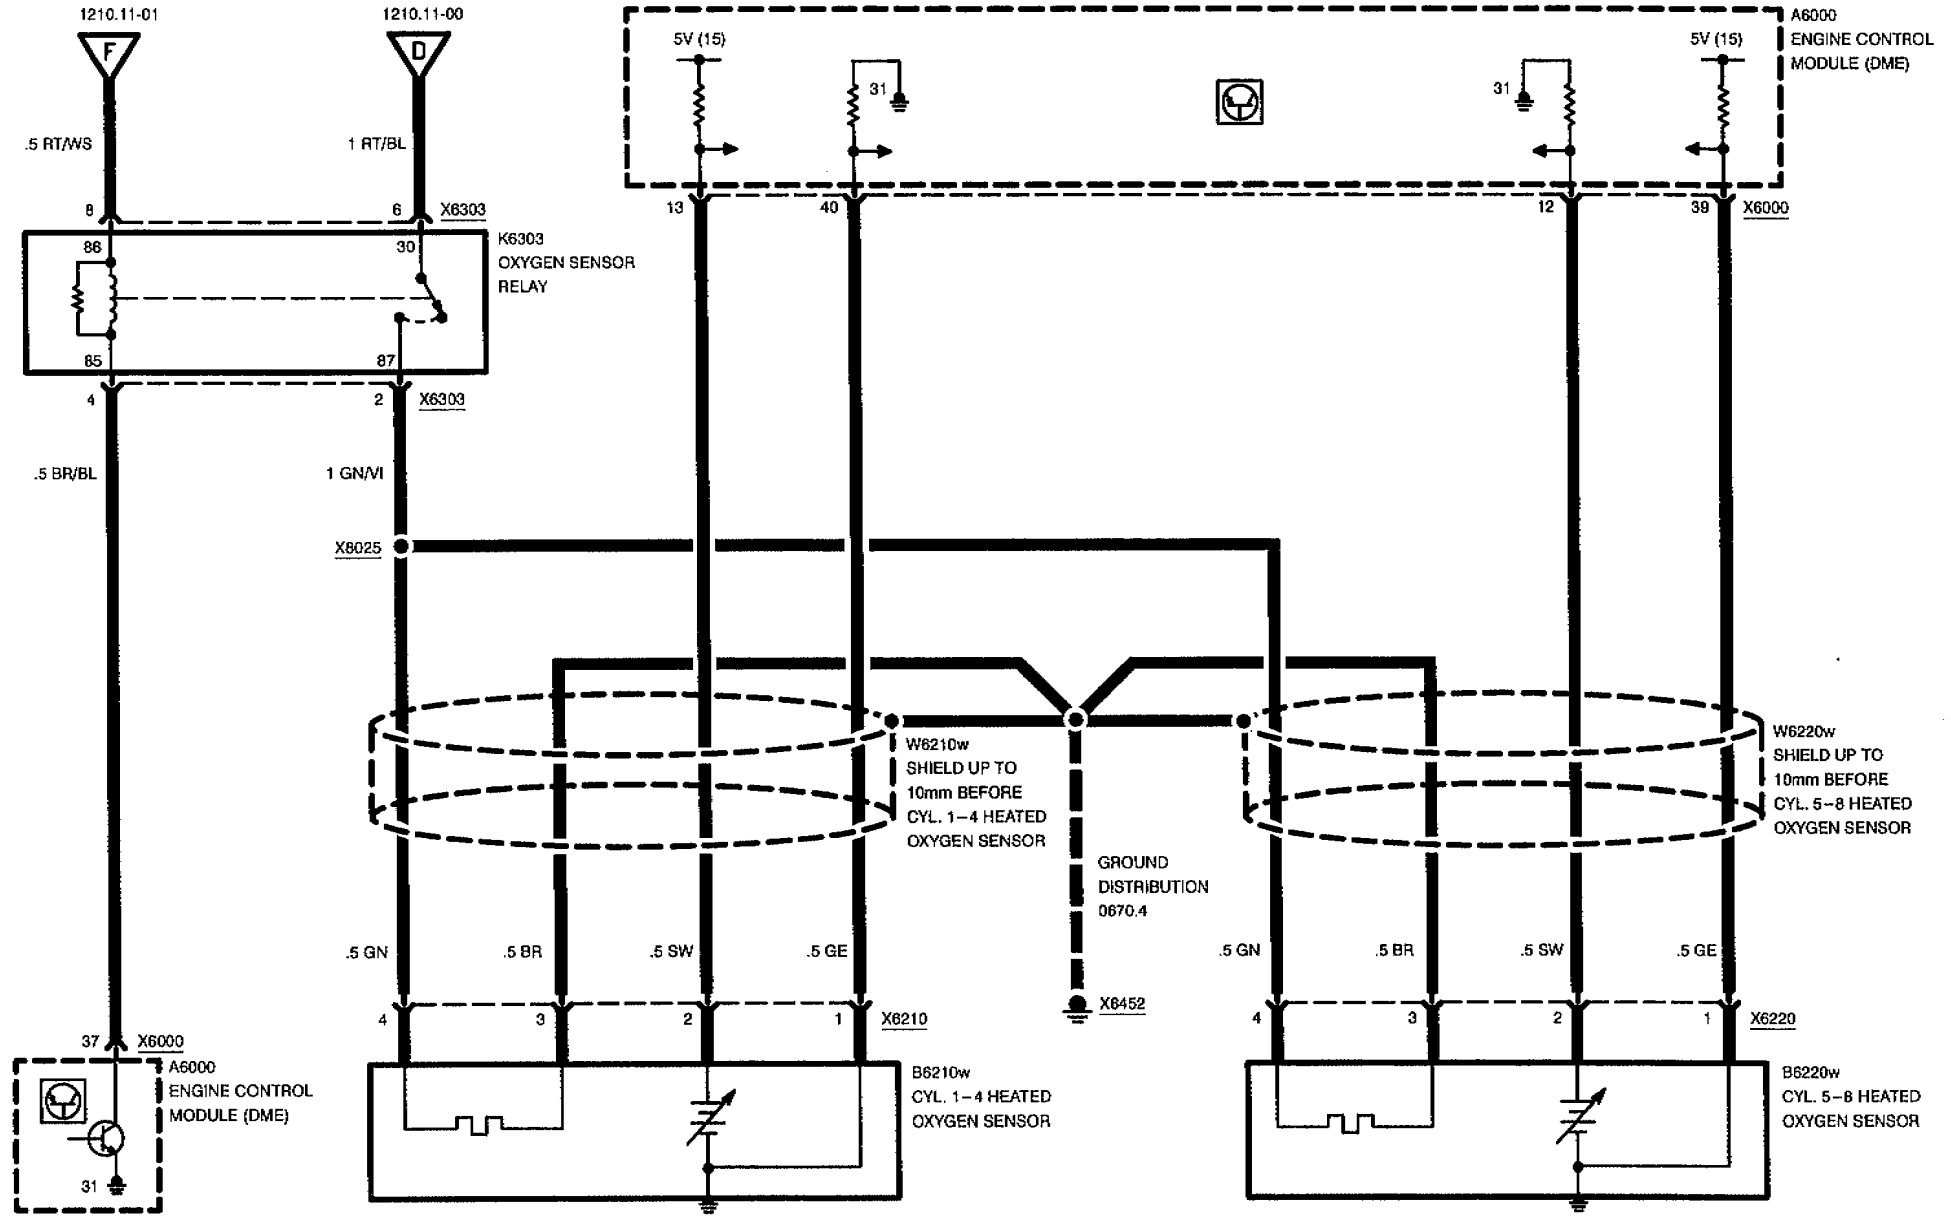 1210.11-01
1210.11-00
F
D
A6000
ENGINE CONTROL
MODULE (DME)
5V (15)
31
31
5V (15)
.5 RT/WS
1 RT/BL
8
6
X6303
13
40
12
39
X6000
86
30
K6303
OXYGEN SENSOR
RELAY
85
87
4
2
X6303
.5 BR/BL
1 GN/VI
X8025
W6210w
SHIELD UP TO
10mm BEFORE
CYL. 1-4 HEATED
OXYGEN SENSOR
W6220w
SHIELD UP TO
10mm BEFORE
CYL. 5-8 HEATED
OXYGEN SENSOR
GROUND
DISTRIBUTION
0670.4
.5 GN
.5 BR
.5 SW
.5 GE
.5 GN
.5 BR
.5 SW
.5 GE
X6452
4
3
2
1
X6210
4
3
2
1
X6220
37
X6000
A6000
ENGINE CONTROL
MODULE (DME)
31
B6210w
CYL. 1-4 HEATED
OXYGEN SENSOR
B6220w
CYL. 5-8 HEATED
OXYGEN SENSOR